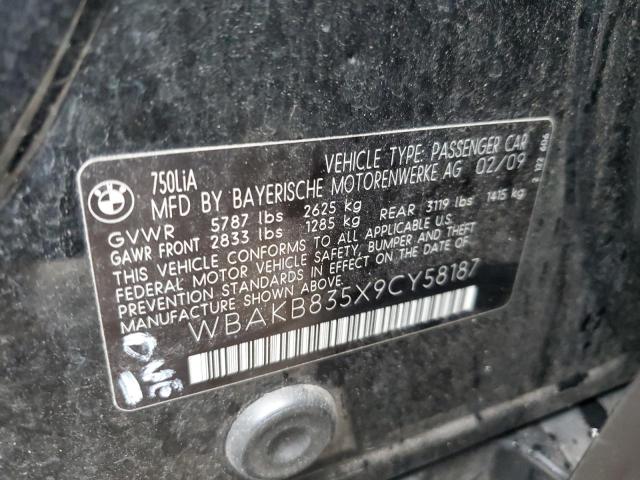 BMW
750LiA VEHICLE TYPE: PASSENGER CAR
MFD BY BAYERISCHE MOTORENWERKE AG 02/09
GVWR 5787 lbs 2625 kg
GAWR FRONT 2833 lbs 1285 kg REAR 3119 lbs 1415 kg
THIS VEHICLE CONFORMS TO ALL APPLICABLE U.S.
FEDERAL MOTOR VEHICLE SAFETY, BUMPER, AND THEFT
PREVENTION STANDARDS IN EFFECT ON THE DATE OF
MANUFACTURE SHOWN ABOVE.
WBAKB835X9CY58187